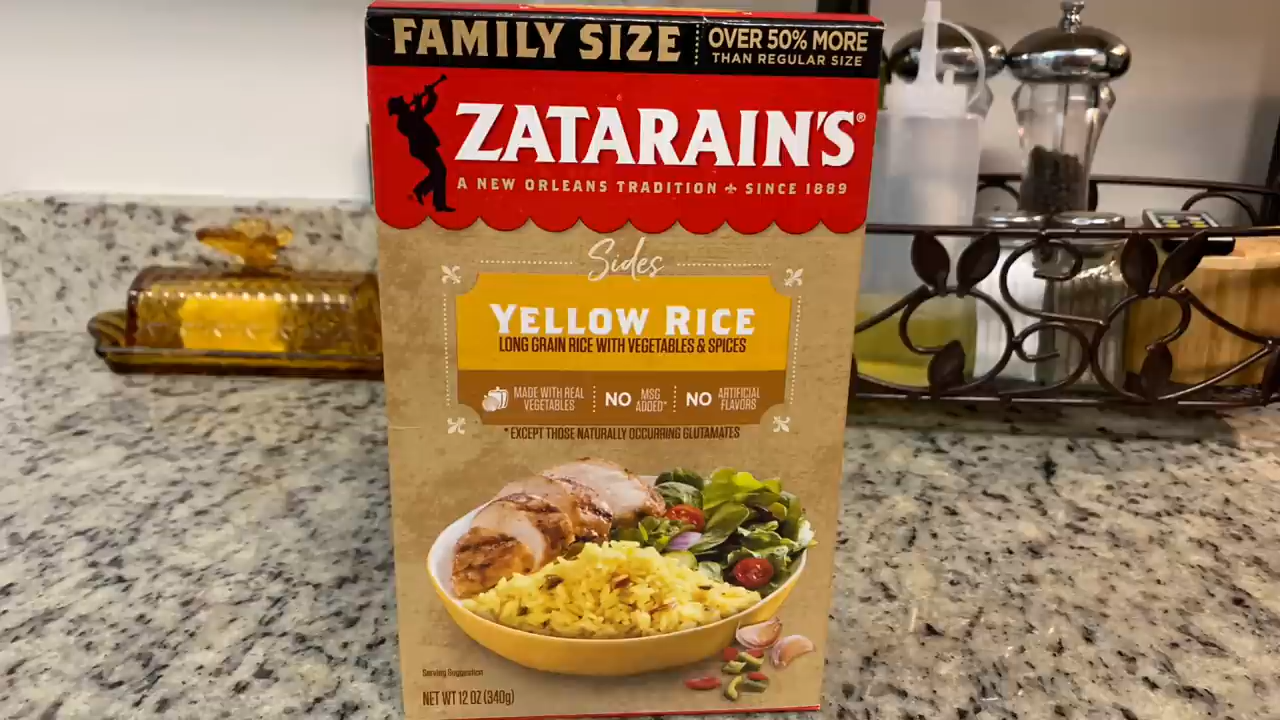 FAMILY SIZE
OVER 50% MORE
THAN REGULAR SIZE
ZATARAIN'S®
A NEW ORLEANS TRADITION ⚜ SINCE 1889
Sides
YELLOW RICE
LONG GRAIN RICE WITH VEGETABLES & SPICES
MADE WITH REAL
VEGETABLES
NO MSG
ADDED*
NO ARTIFICIAL
FLAVORS
* EXCEPT THOSE NATURALLY OCCURRING GLUTAMATES
Serving Suggestion
NET WT 12 OZ (340g)